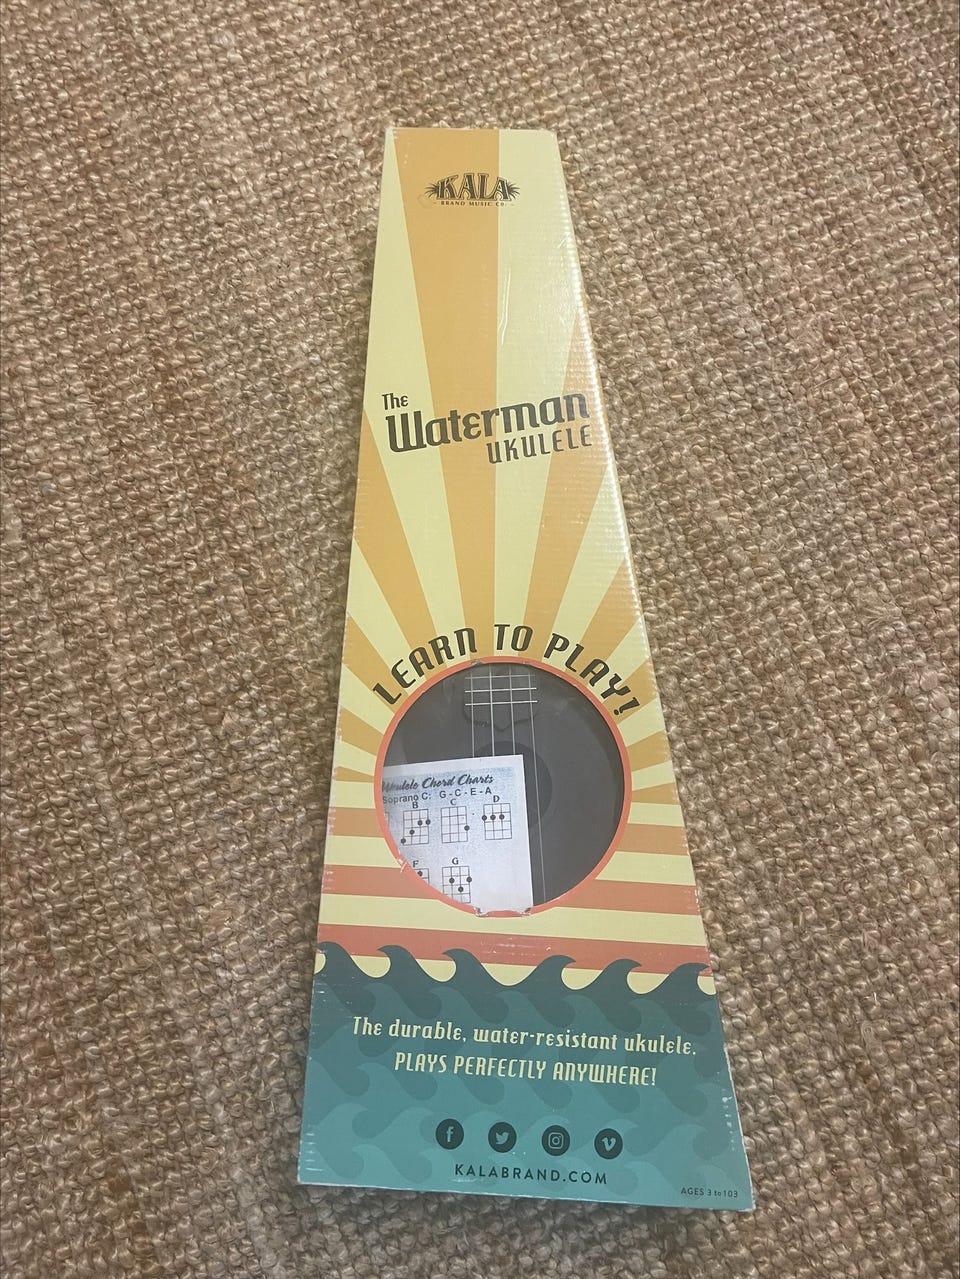 KALA
BRAND MUSIC CO.
The
Waterman
UKULELE
LEARN TO PLAY!
Ukulele Chord Charts
Soprano C: G-C-E-A
B C D
F G
The durable, water-resistant ukulele.
PLAYS PERFECTLY ANYWHERE!
KALABRAND.COM
AGES 3 to 103